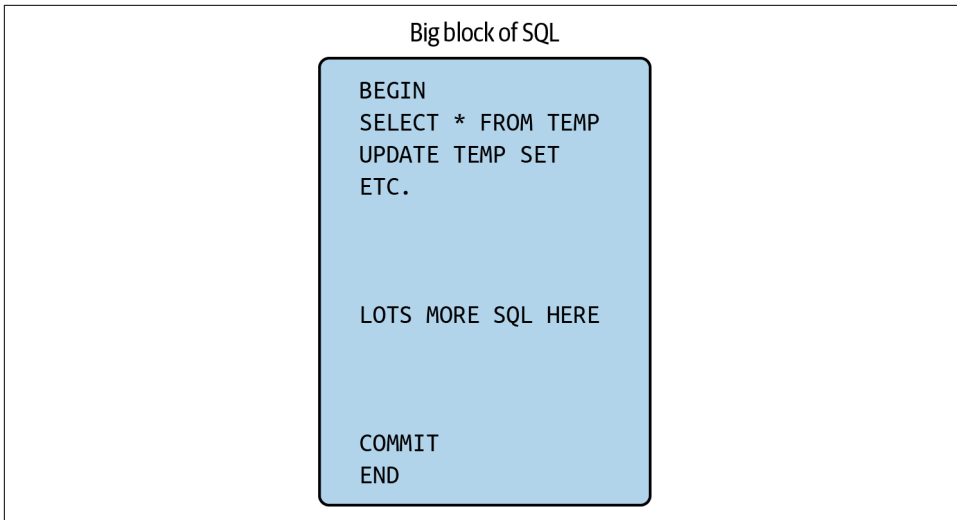 Big block of SQL
BEGIN
SELECT * FROM TEMP
UPDATE TEMP SET
ETC.
LOTS MORE SQL HERE
COMMIT
END